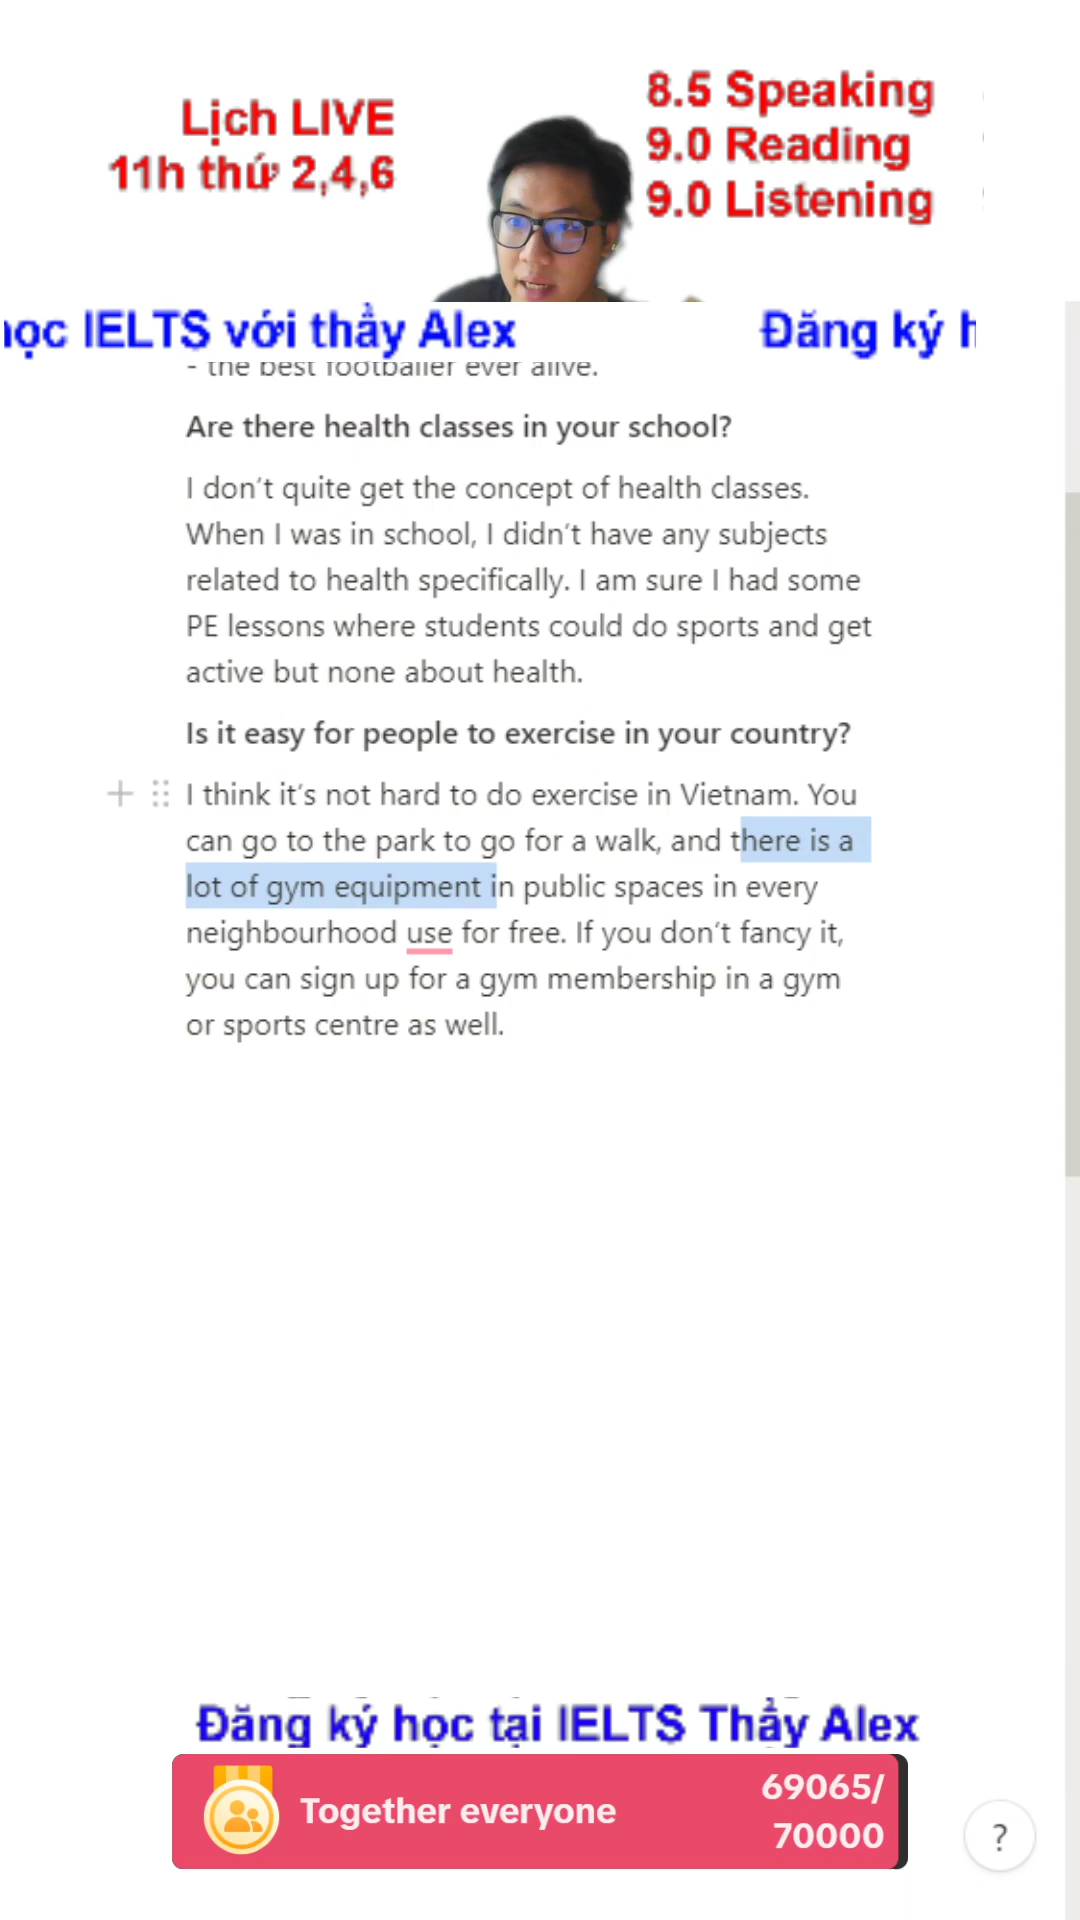 Lịch LIVE
11h thứ 2,4,6
8.5 Speaking
9.0 Reading
9.0 Listening
học IELTS với thầy Alex
Đăng ký h
- the best footballer ever alive.
Are there health classes in your school?
I don't quite get the concept of health classes.
When I was in school, I didn't have any subjects
related to health specifically. I am sure I had some
PE lessons where students could do sports and get
active but none about health.
Is it easy for people to exercise in your country?
I think it's not hard to do exercise in Vietnam. You
can go to the park to go for a walk, and there is a
lot of gym equipment in public spaces in every
neighbourhood use for free. If you don't fancy it,
you can sign up for a gym membership in a gym
or sports centre as well.
Đăng ký học tại IELTS Thầy Alex
Together everyone
69065/
70000
?